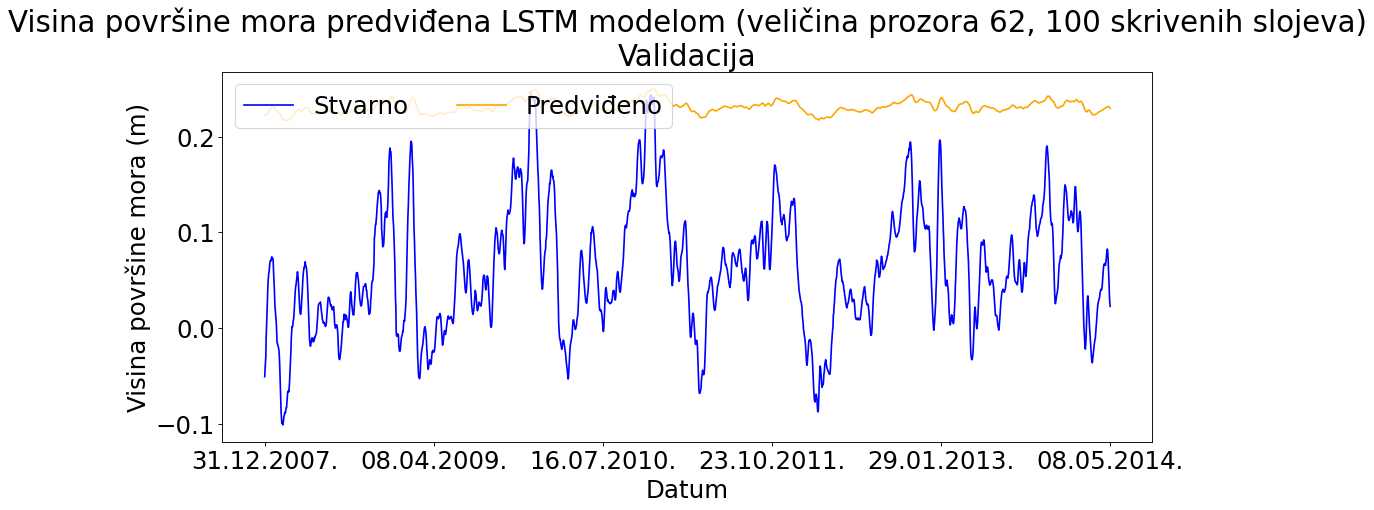 Visina površine mora predviđena LSTM modelom (veličina prozora 62, 100 skrivenih slojeva)
Validacija
Stvarno Predviđeno
Visina površine mora (m)
0.2
0.1
0.0
−0.1
31.12.2007. 08.04.2009. 16.07.2010. 23.10.2011. 29.01.2013. 08.05.2014.
Datum